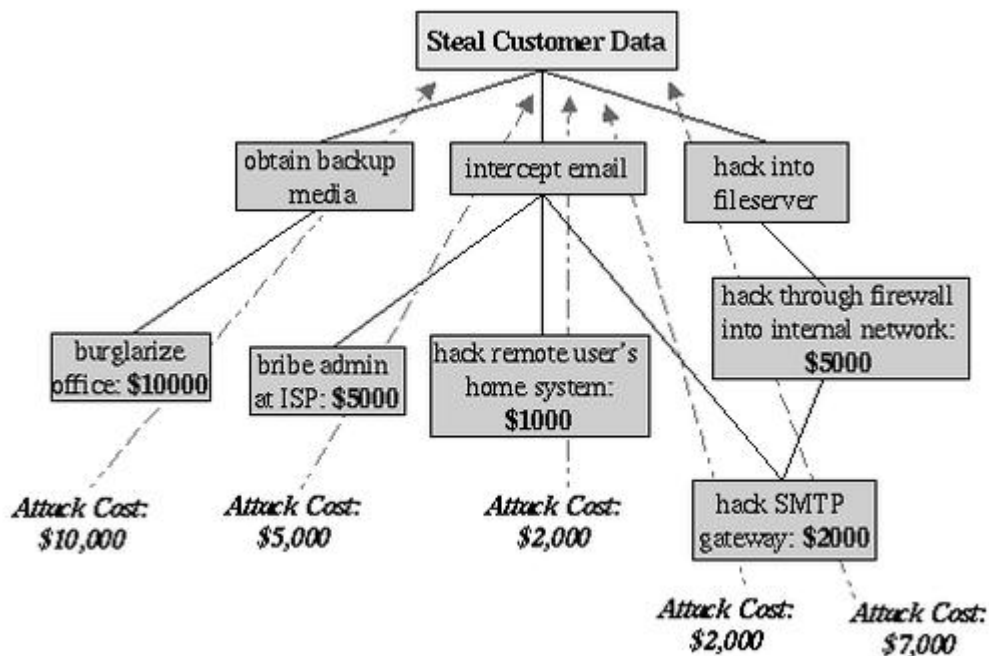 Steal Customer Data
obtain backup
media
intercept email
hack into
fileserver
burglarize
office: $10000
bribe admin
at ISP: $5000
hack remote user's
home system:
$1000
hack through firewall
into internal network:
$5000
Attack Cost:
$10,000
Attack Cost:
$5,000
Attack Cost:
$2,000
hack SMTP
gateway: $2000
Attack Cost:
$2,000
Attack Cost:
$7,000